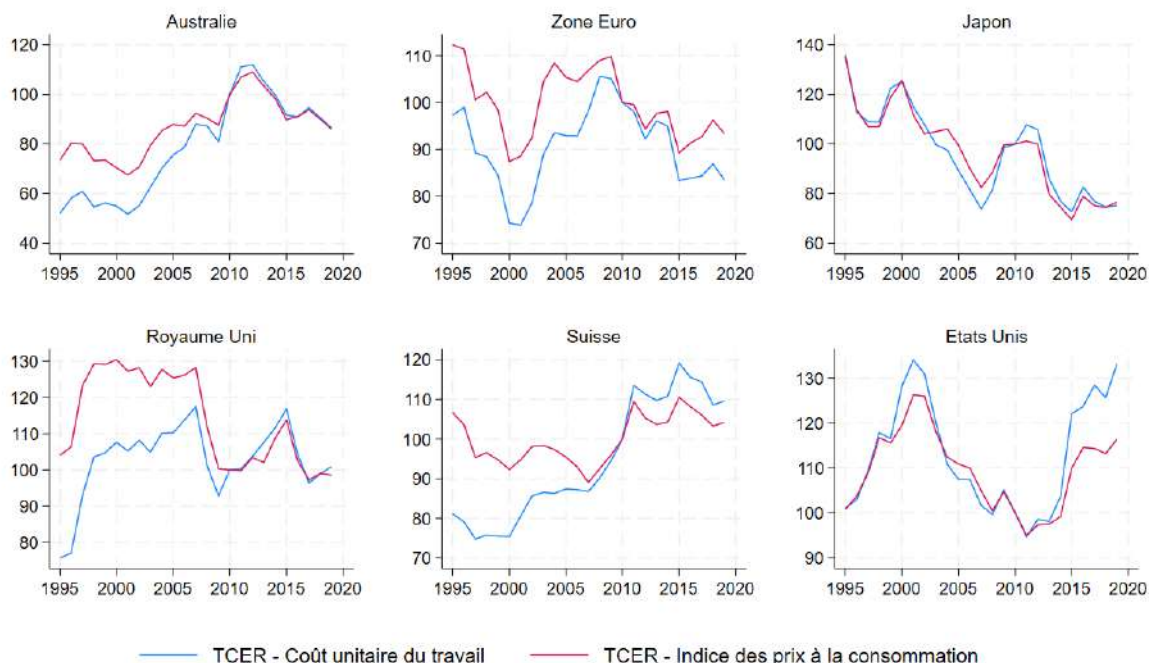 Australie
120
100
80
60
40
1995 2000 2005 2010 2015 2020
Zone Euro
110
100
90
80
70
1995 2000 2005 2010 2015 2020
Japon
140
120
100
80
60
1995 2000 2005 2010 2015 2020
Royaume Uni
130
120
110
100
90
80
1995 2000 2005 2010 2015 2020
Suisse
120
110
100
90
80
70
1995 2000 2005 2010 2015 2020
Etats Unis
130
120
110
100
90
1995 2000 2005 2010 2015 2020
TCER - Coût unitaire du travail
TCER - Indice des prix à la consommation